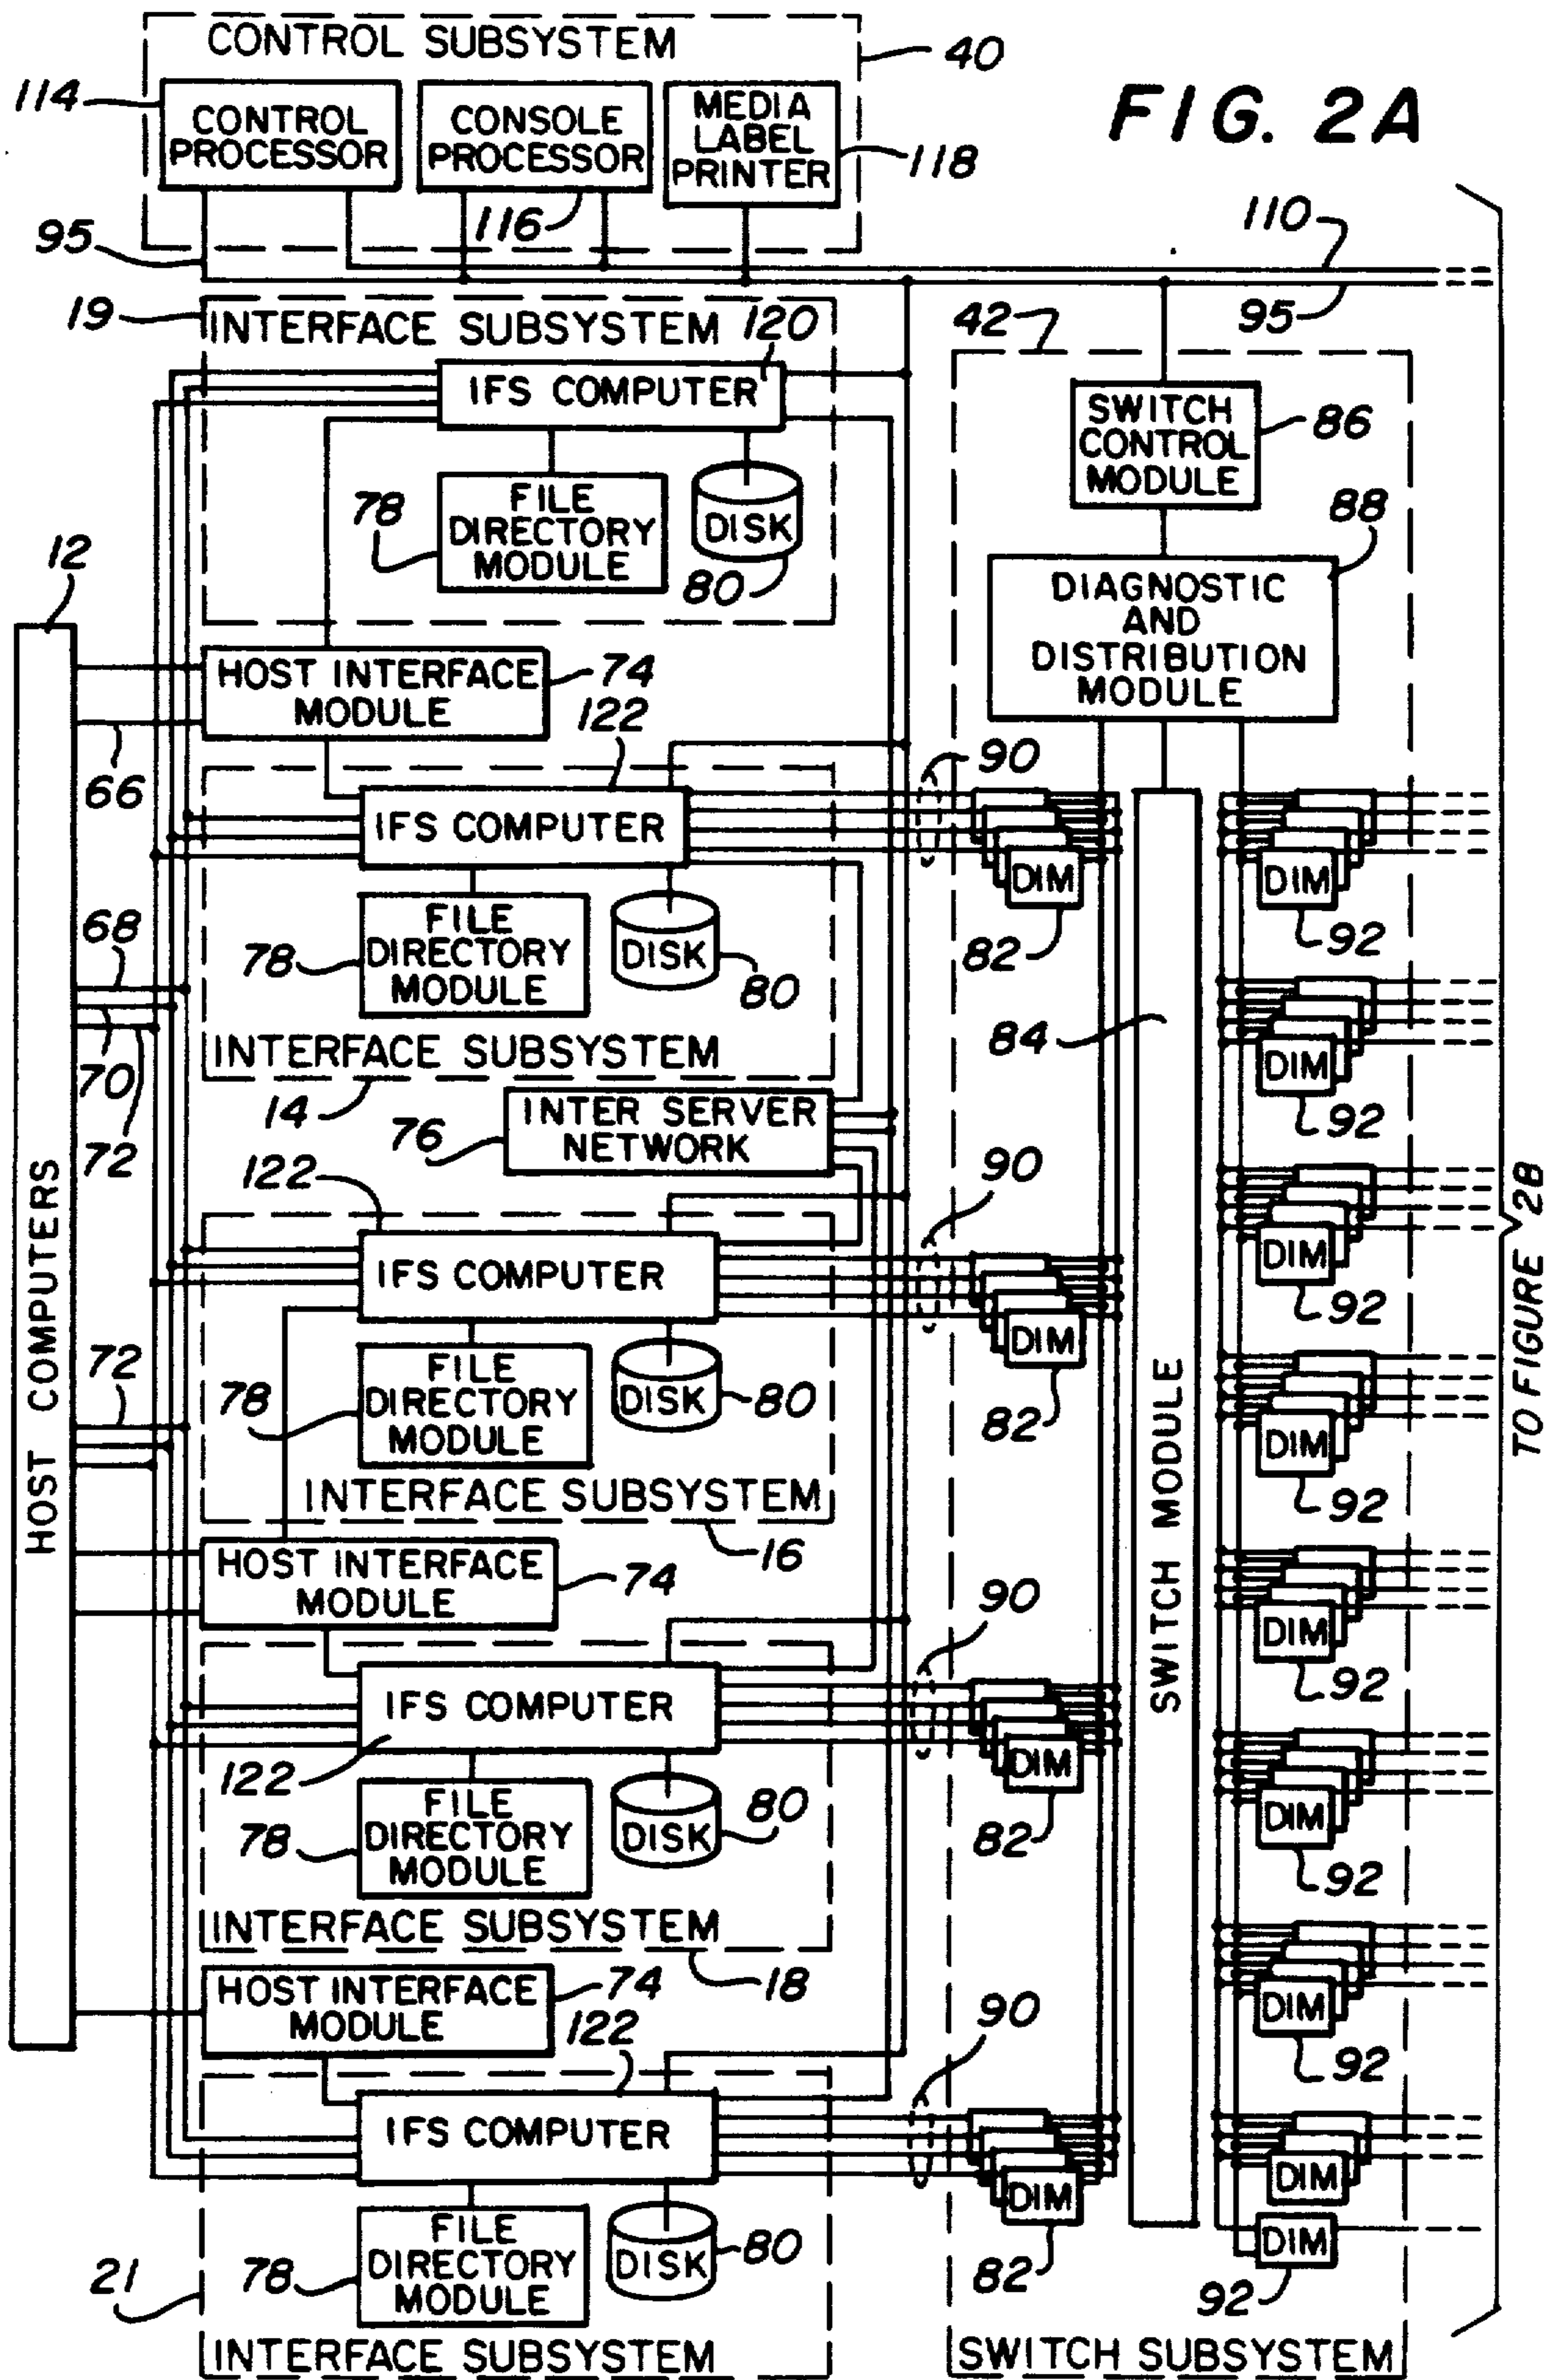 CONTROL SUBSYSTEM
40
FIG. 2A
114
CONTROL
PROCESSOR
CONSOLE
PROCESSOR
MEDIA
LABEL
PRINTER
118
116
95
110
95
19
INTERFACE SUBSYSTEM
120
42
IFS COMPUTER
SWITCH
CONTROL
MODULE
86
78
FILE
DIRECTORY
MODULE
DISK
80
88
12
DIAGNOSTIC
AND
DISTRIBUTION
MODULE
HOST INTERFACE
MODULE
74
122
66
90
IFS COMPUTER
DIM
82
DIM
92
68
78
FILE
DIRECTORY
MODULE
DISK
80
84
DIM
92
70
INTERFACE SUBSYSTEM
14
72
76
INTER SERVER
NETWORK
122
90
HOST COMPUTERS
IFS COMPUTER
DIM
82
DIM
92
TO FIGURE 2B
72
78
FILE
DIRECTORY
MODULE
DISK
80
SWITCH MODULE
DIM
92
INTERFACE SUBSYSTEM
16
HOST INTERFACE
MODULE
74
90
DIM
92
IFS COMPUTER
122
DIM
82
DIM
92
78
FILE
DIRECTORY
MODULE
DISK
80
INTERFACE SUBSYSTEM
18
HOST INTERFACE
MODULE
74
122
90
DIM
92
IFS COMPUTER
DIM
82
DIM
DIM
92
21
78
FILE
DIRECTORY
MODULE
DISK
80
INTERFACE SUBSYSTEM
SWITCH SUBSYSTEM